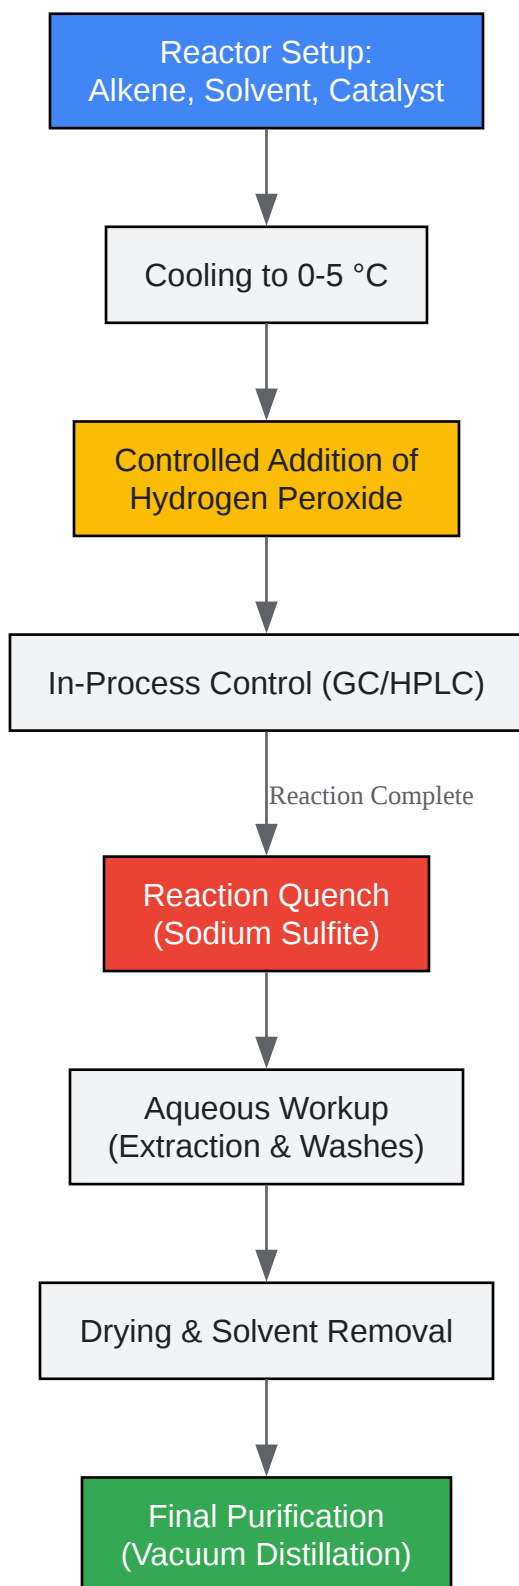 Reactor Setup:
Alkene, Solvent, Catalyst
Cooling to 0-5 °C
Controlled Addition of
Hydrogen Peroxide
In-Process Control (GC/HPLC)
Reaction Complete
Reaction Quench
(Sodium Sulfite)
Aqueous Workup
(Extraction & Washes)
Drying & Solvent Removal
Final Purification
(Vacuum Distillation)